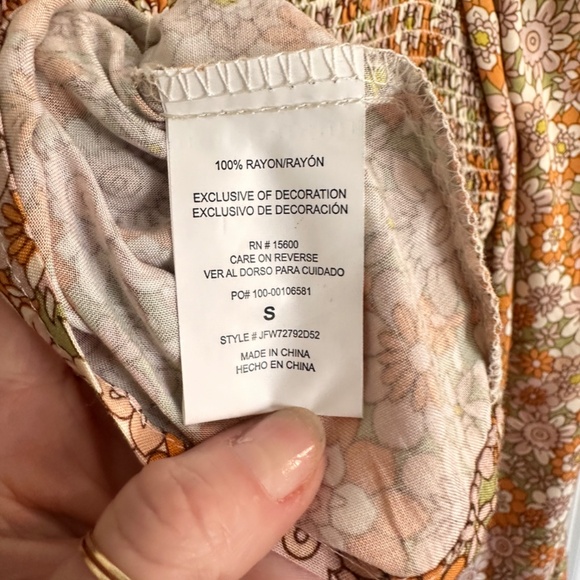 100% RAYON/RAYÓN
EXCLUSIVE OF DECORATION
EXCLUSIVO DE DECORACIÓN
RN # 15600
CARE ON REVERSE
VER AL DORSO PARA CUIDADO
PO# 100-00106581
S
STYLE # JFW72792D52
MADE IN CHINA
HECHO EN CHINA